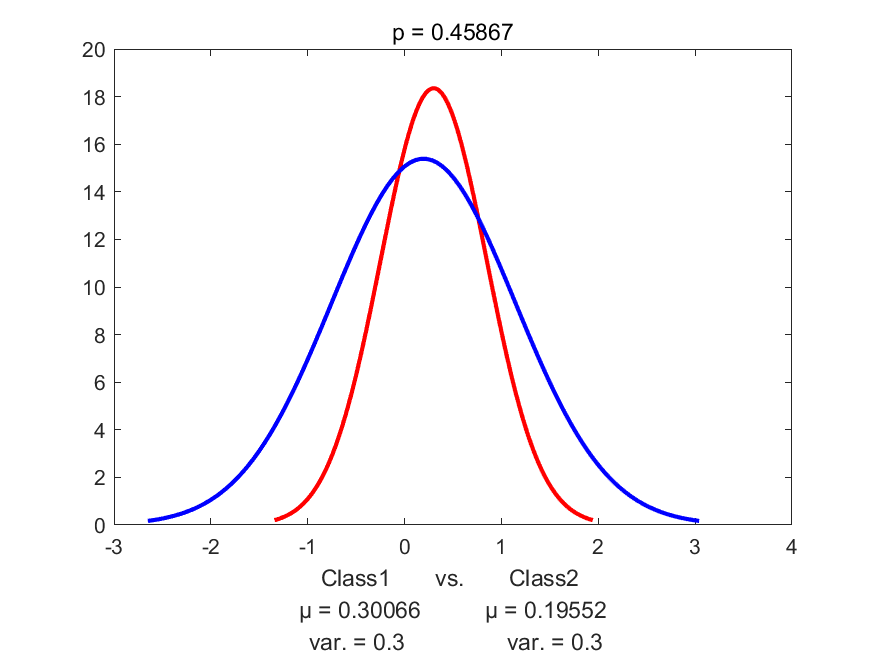 p = 0.45867
20
18
16
14
12
10
8
6
4
2
0
-3 -2 -1 0 1 2 3 4
Class1 vs. Class2
μ = 0.30066 μ = 0.19552
var. = 0.3 var. = 0.3